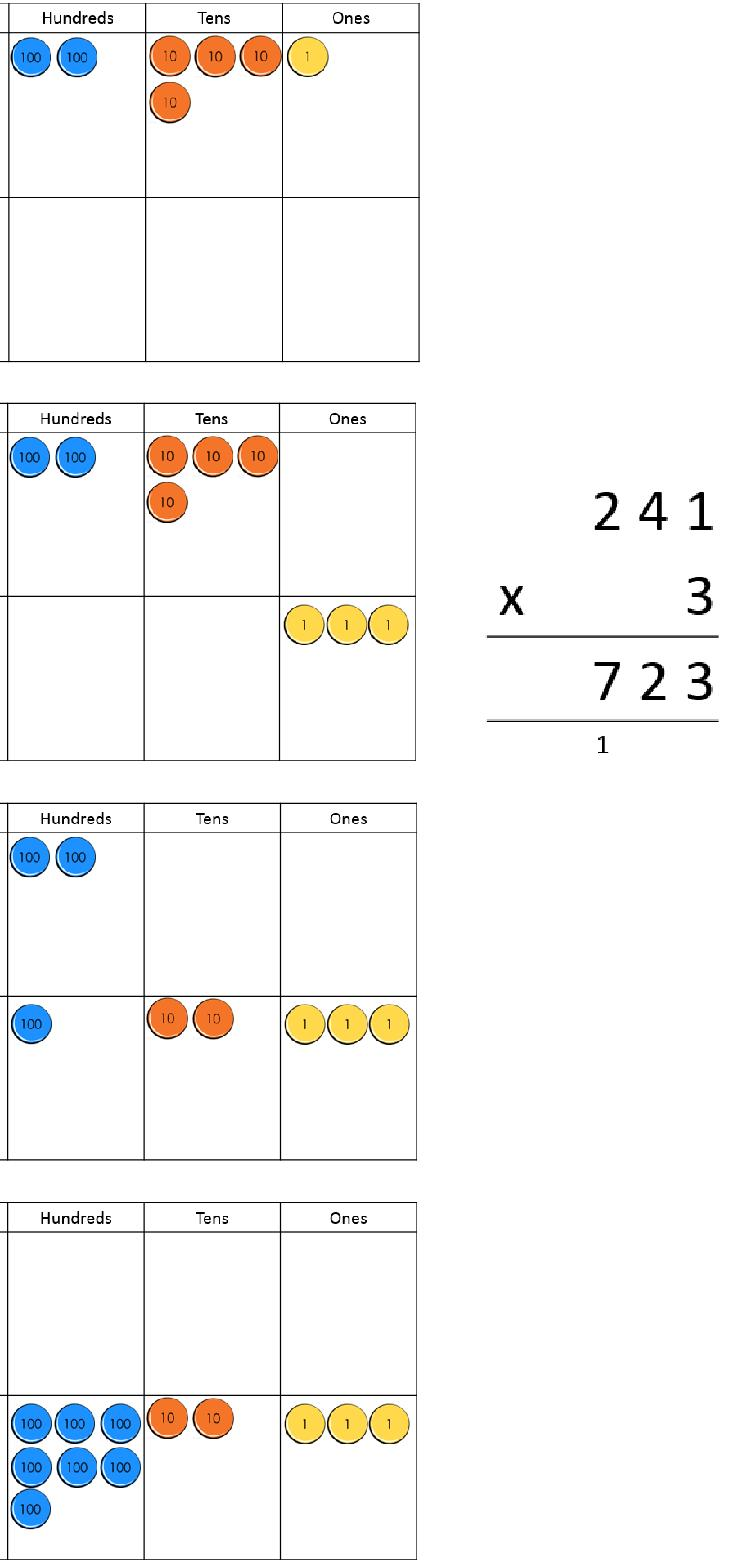 Hundreds Tens Ones
100 100 10 10 10 1
10
Hundreds Tens Ones
100 100 10 10 10
10
1 1 1
2 4 1
x 3
7 2 3
1
Hundreds Tens Ones
100 100
100 10 10 1 1 1
Hundreds Tens Ones
100 100 100 10 10 1 1 1
100 100 100
100